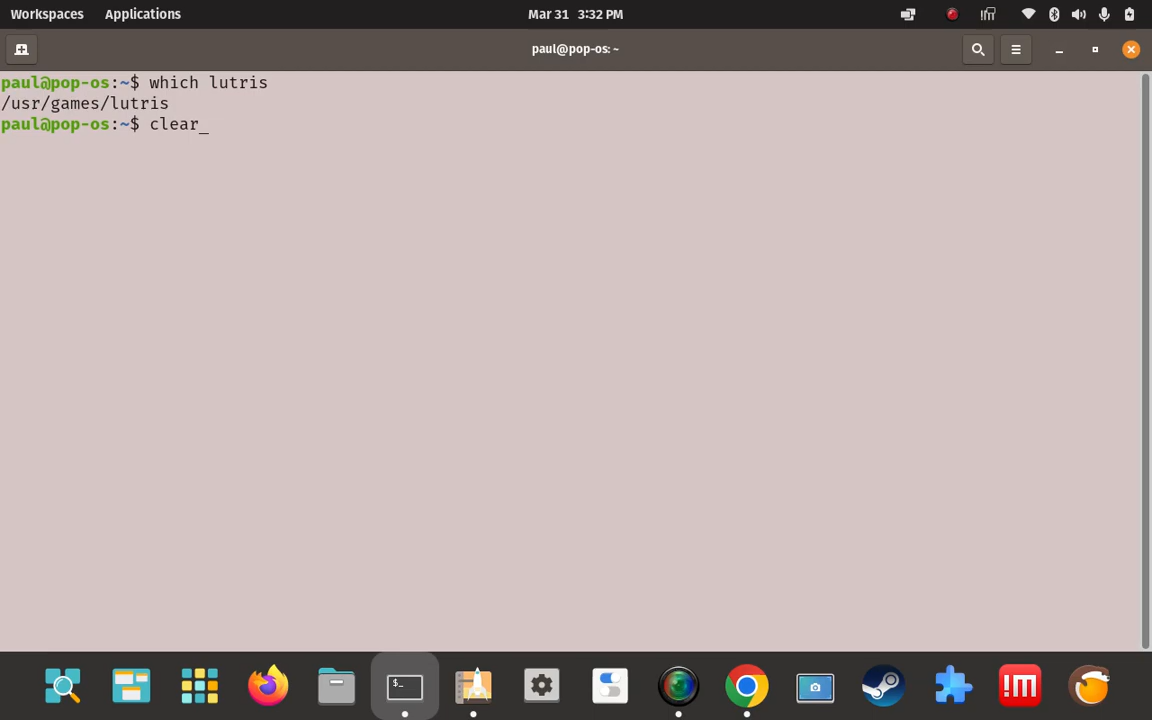 Workspaces Applications Mar 31 3:32 PM !m
paul@pop-os: ~
paul@pop-os:~$ which lutris
/usr/games/lutris
paul@pop-os:~$ clear_
$_ !M